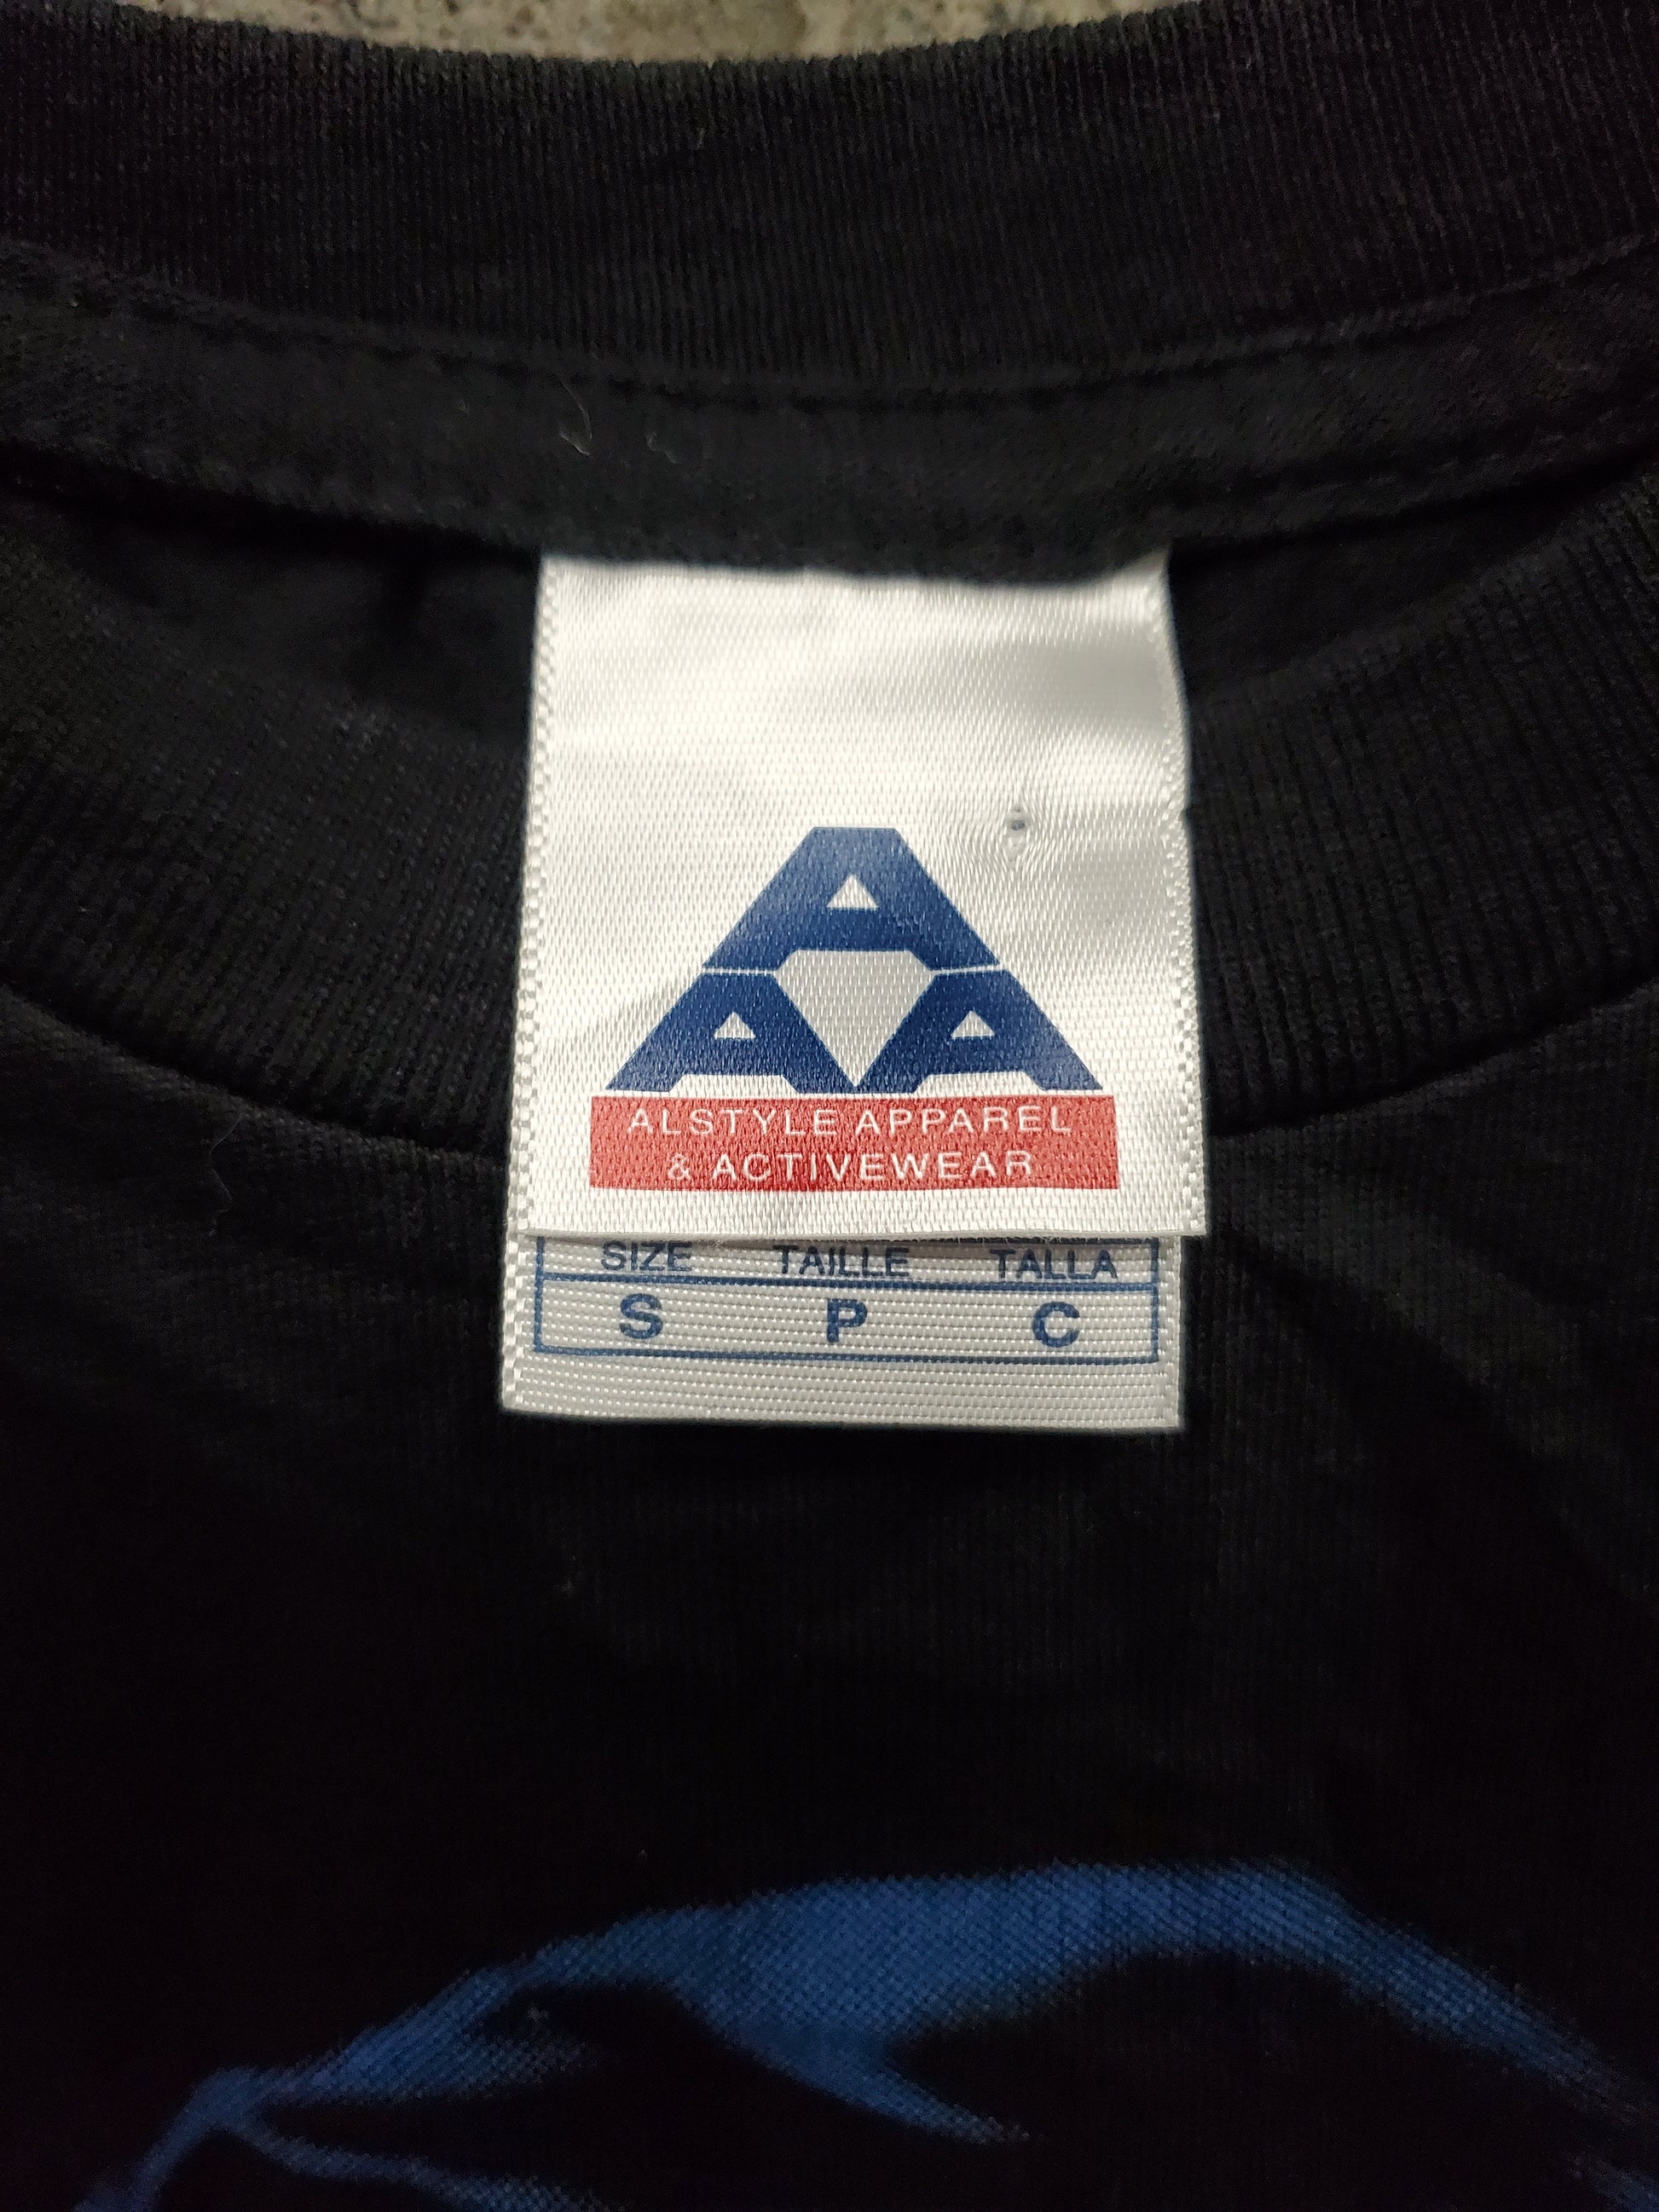 A
A A
ALSTYLE APPAREL
& ACTIVEWEAR
SIZE TAILLE TALLA
S P C